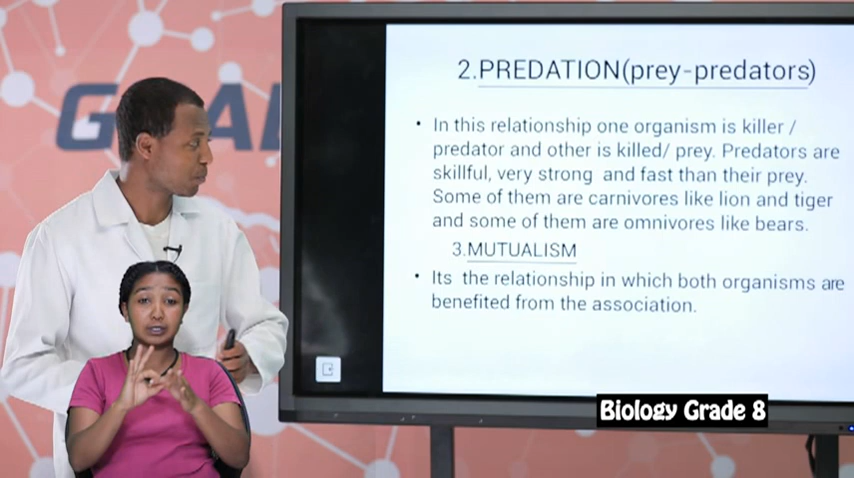 2.PREDATION(prey-predators)
• In this relationship one organism is killer /
predator and other is killed/ prey. Predators are
skillful, very strong and fast than their prey.
Some of them are carnivores like lion and tiger
and some of them are omnivores like bears.
3.MUTUALISM
• Its the relationship in which both organisms are
benefited from the association.
Biology Grade 8